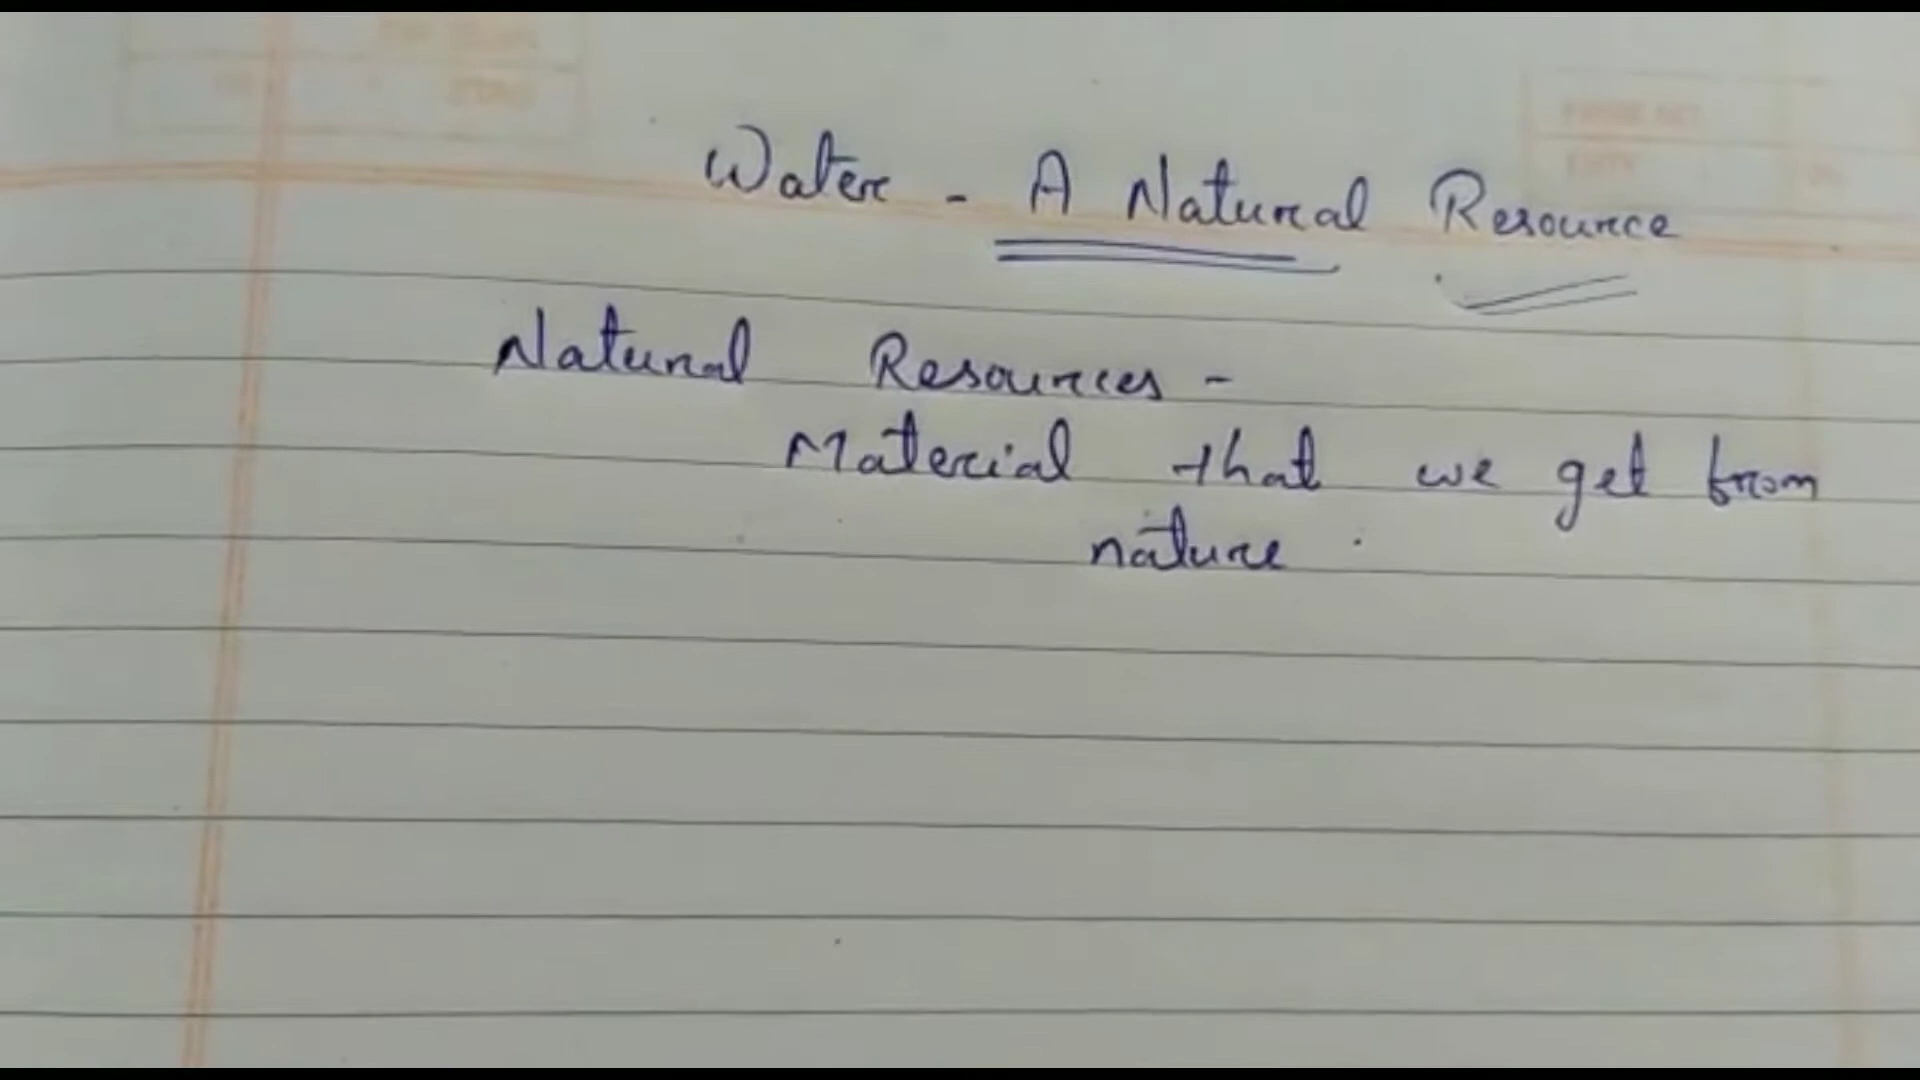 Water - A Natural Resource
Natural Resources -
Material that we get from
nature .